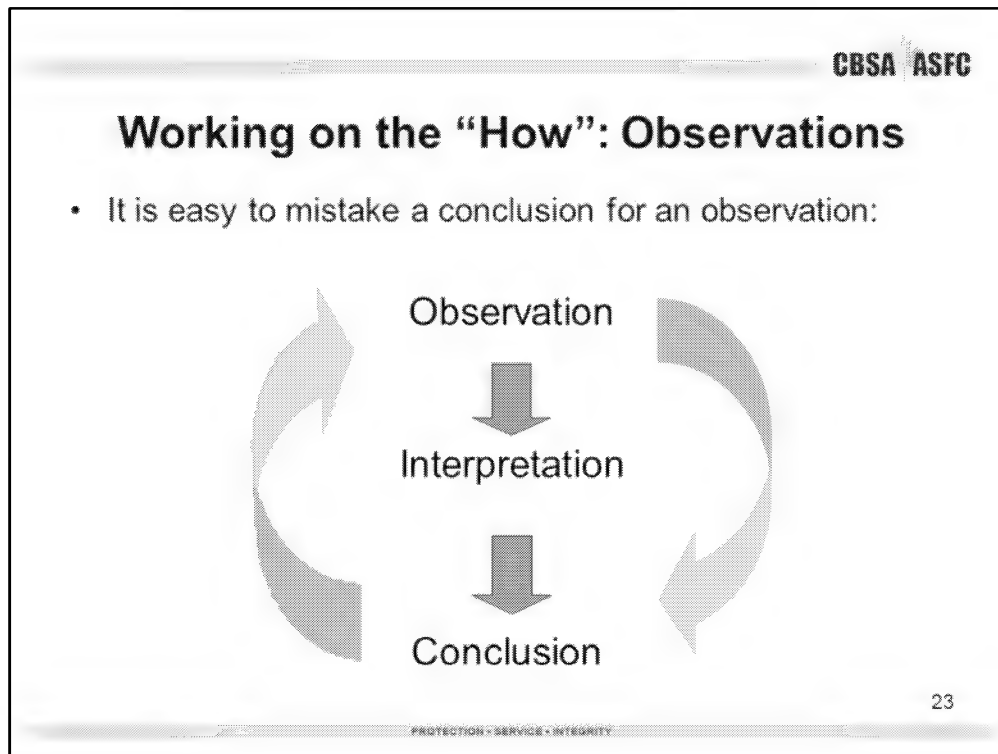 CBSA ASFC
Working on the “How”: Observations
• It is easy to mistake a conclusion for an observation:
Observation
Interpretation
Conclusion
23
PROTECTION • SERVICE • INTEGRITY